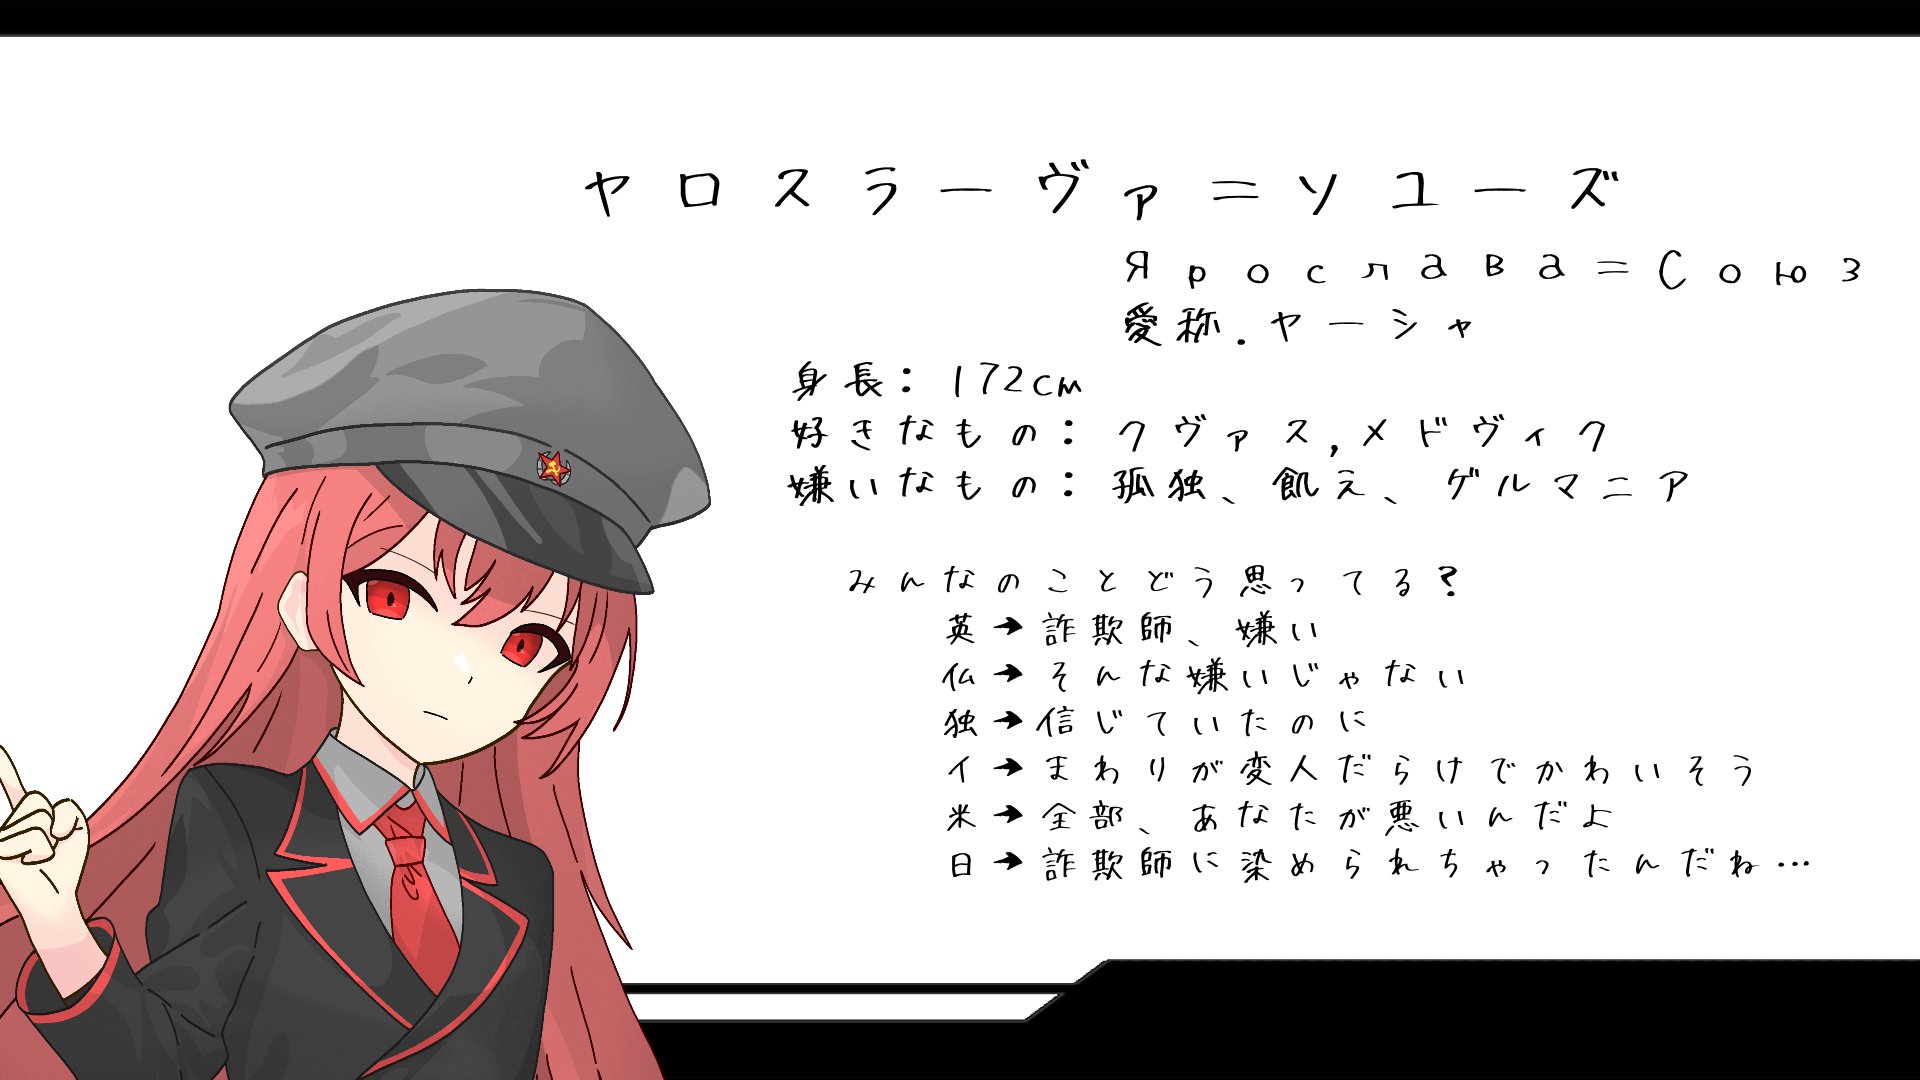 ヤロスラーヴァ=ソユーズ
Ярослава=Союз
愛称.ヤーシャ
身長：172cm
好きなもの：クヴァス,メドヴィク
嫌いなもの：孤独、飢え、ゲルマニア
みんなのことどう思ってる?
英→詐欺師、嫌い
仏→そんな嫌いじゃない
独→信じていたのに
イ→まわりが変人だらけでかわいそう
米→全部、あなたが悪いんだよ
日→詐欺師に染められちゃったんだね…